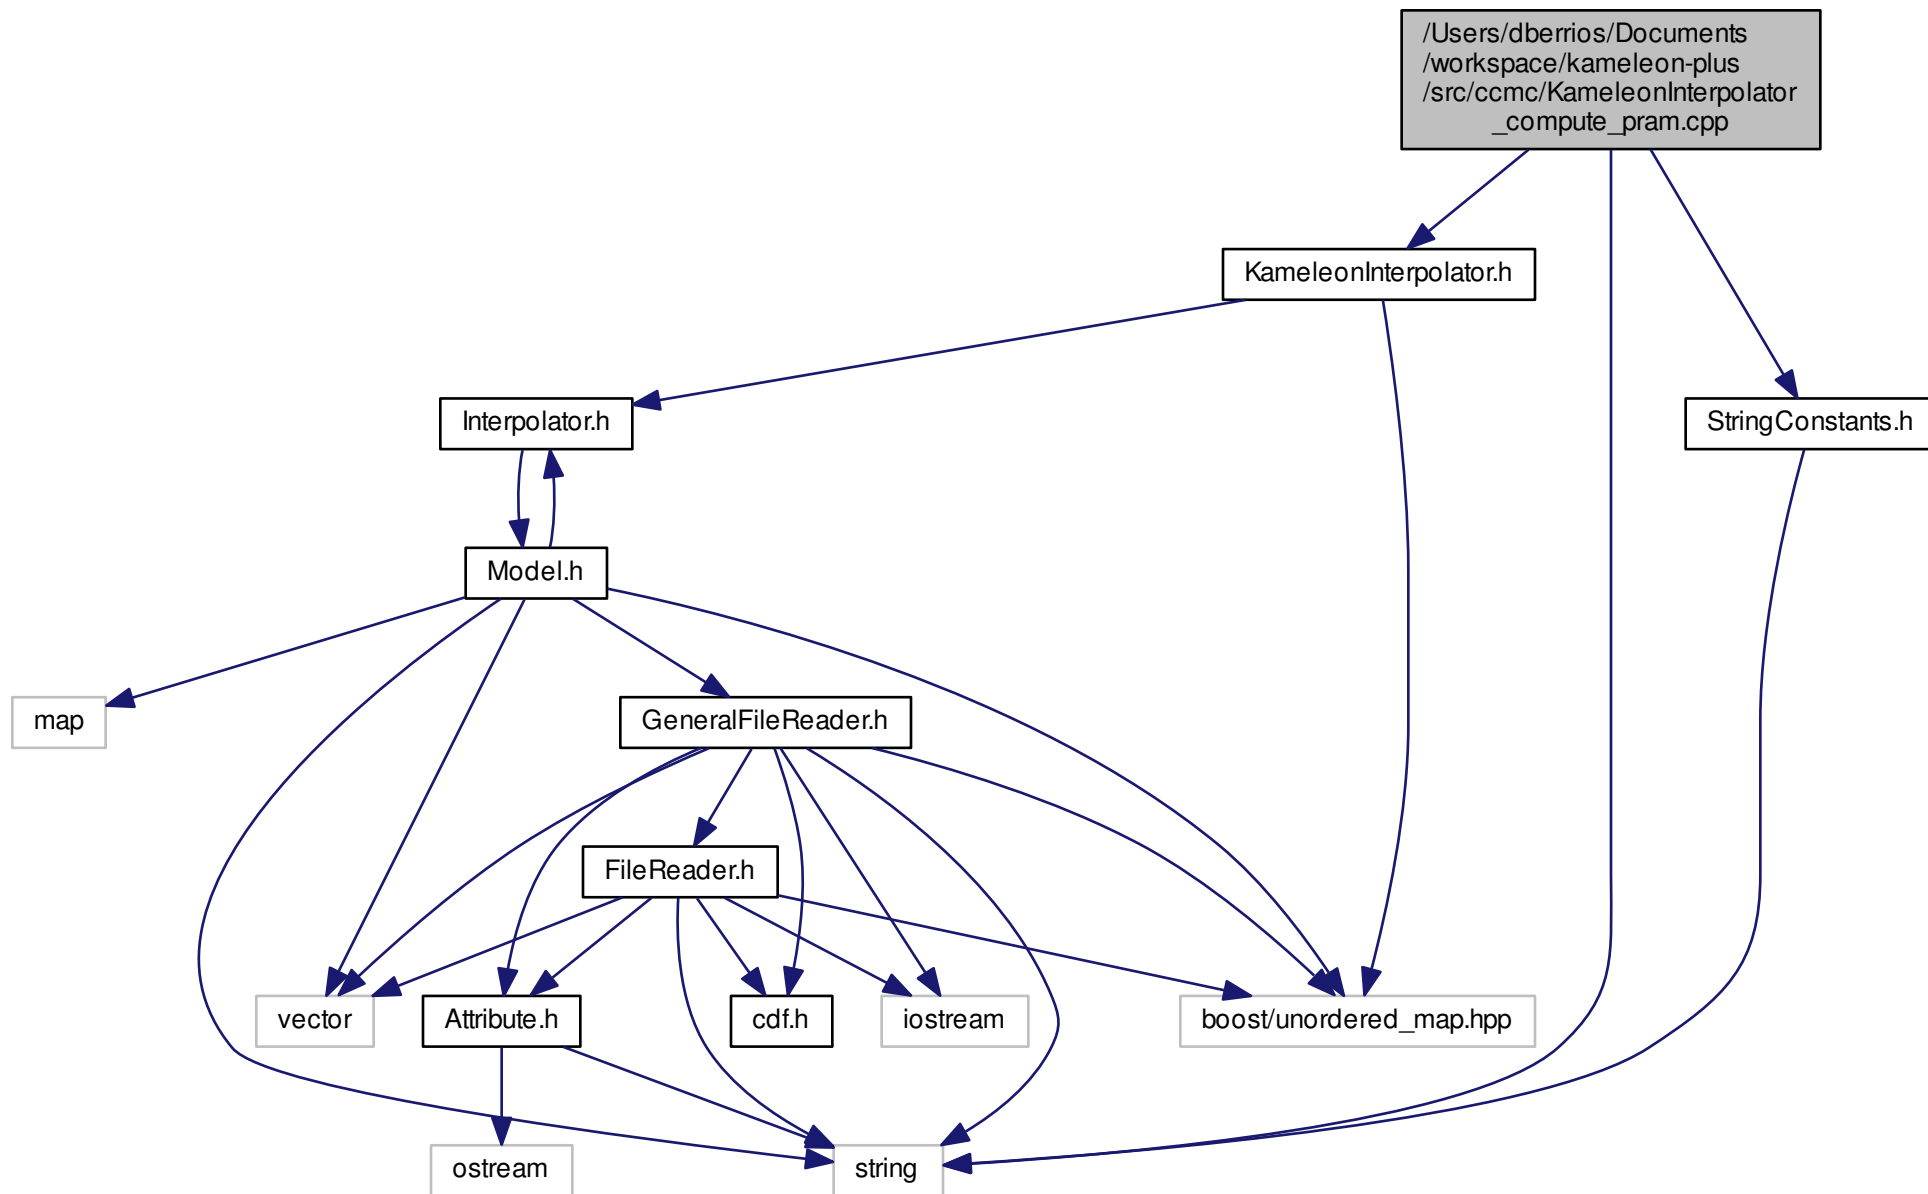 /Users/dberrios/Documents
/workspace/kameleon-plus
/src/ccmc/KameleonInterpolator
_compute_pram.cpp
KameleonInterpolator.h
Interpolator.h
StringConstants.h
Model.h
map
GeneralFileReader.h
FileReader.h
vector
Attribute.h
cdf.h
iostream
boost/unordered_map.hpp
ostream
string